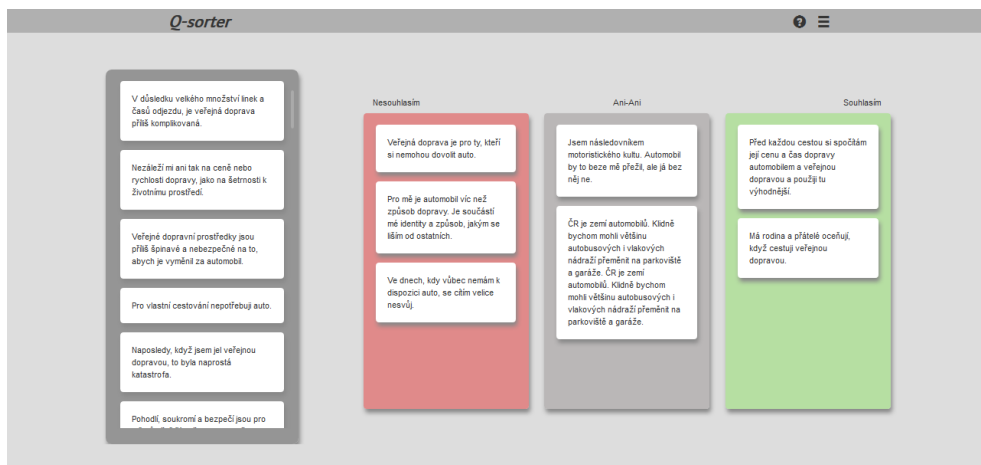 Q-sorter
V důsledku velkého množství linek a
časů odjezdu, je veřejná doprava
příliš komplikovaná.
Nezáleží mi ani tak na ceně nebo
rychlosti dopravy, jako na šetrnosti k
životnímu prostředí.
Veřejné dopravní prostředky jsou
příliš špinavé a nebezpečné na to,
abych je vyměnil za automobil.
Pro vlastní cestování nepotřebuji auto.
Naposledy, když jsem jel veřejnou
dopravou, to byla naprostá
katastrofa.
Pohodlí, soukromí a bezpečí jsou pro
Nesouhlasím
Veřejná doprava je pro ty, kteří
si nemohou dovolit auto.
Pro mě je automobil víc než
způsob dopravy. Je součástí
mé identity a způsob, jakým se
liším od ostatních.
Ve dnech, kdy vůbec nemám k
dispozici auto, se cítím velice
nesvůj.
Ani-Ani
Jsem následovníkem
motoristického kultu. Automobil
by to beze mě přežil, ale já bez
něj ne.
ČR je zemí automobilů. Klidně
bychom mohli většinu
autobusových i vlakových
nádraží přeměnit na parkoviště
a garáže. ČR je zemí
automobilů. Klidně bychom
mohli většinu autobusových i
vlakových nádraží přeměnit na
parkoviště a garáže.
Souhlasím
Před každou cestou si spočítám
její cenu a čas dopravy
automobilem a veřejnou
dopravou a použiji tu
výhodnější.
Má rodina a přátelé oceňují,
když cestuji veřejnou
dopravou.